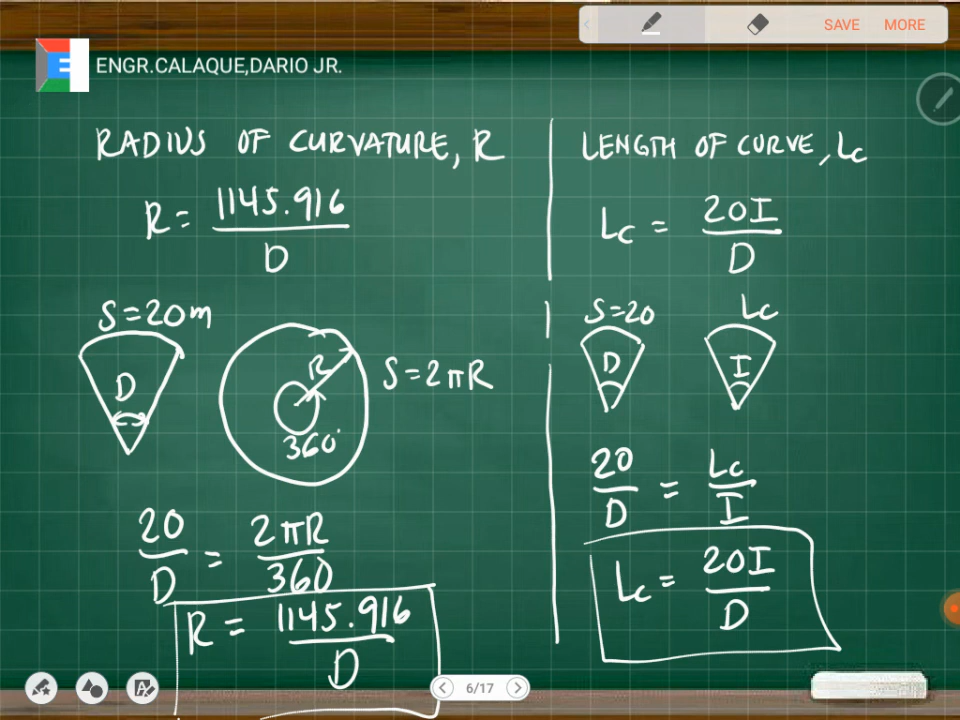 SAVE MORE
ENGR.CALAQUE,DARIO JR.
RADIUS OF CURVATURE, R
R = 1145.916 / D
S = 20m
D
R
360°
S = 2πR
20 / D = 2πR / 360
R = 1145.916 / D
LENGTH OF CURVE, Lc
Lc = 20I / D
S = 20
D
Lc
I
20 / D = Lc / I
Lc = 20I / D
6/17